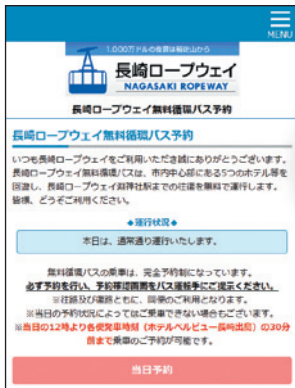 MENU
1,000万ドルの夜景は稲佐山から
長崎ロープウェイ
NAGASAKI ROPEWAY
長崎ロープウェイ無料循環バス予約
長崎ロープウェイ無料循環バス予約
いつも長崎ロープウェイをご利用いただき誠にありがとうございます。
長崎ロープウェイ無料循環バスは、市内中心部にある5つのホテル等を
回遊し、長崎ロープウェイ淵神社駅までの往復を無料で運行します。
皆様、どうぞご利用ください。
◆運行状況◆
本日は、通常通り運行いたします。
無料循環バスの乗車は、完全予約制になっています。
必ず予約を行い、予約確認画面をバス運転手にご提示ください。
※往路及び復路ともに、同便のご利用となります。
※当日の予約状況によってはご乗車できない場合もございます。
※当日の12時より各便発車時刻（ホテルベルビュー長崎出島）の30分
前まで乗車のご予約が可能です。
当日予約